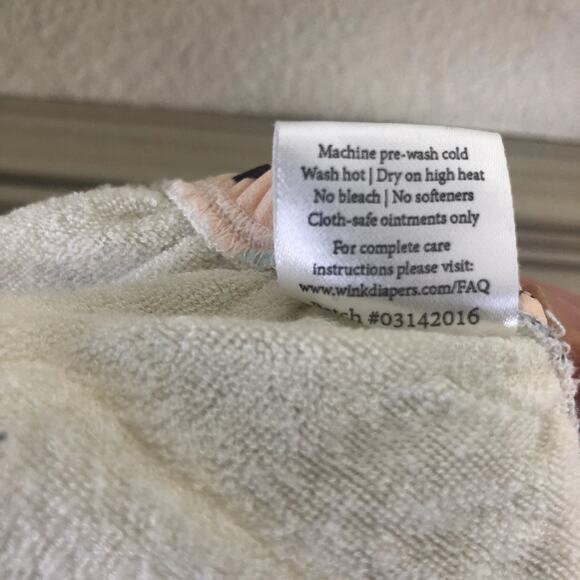 Machine pre-wash cold
Wash hot | Dry on high heat
No bleach | No softeners
Cloth-safe ointments only
For complete care
instructions please visit:
www.winkdiapers.com/FAQ
Batch #03142016